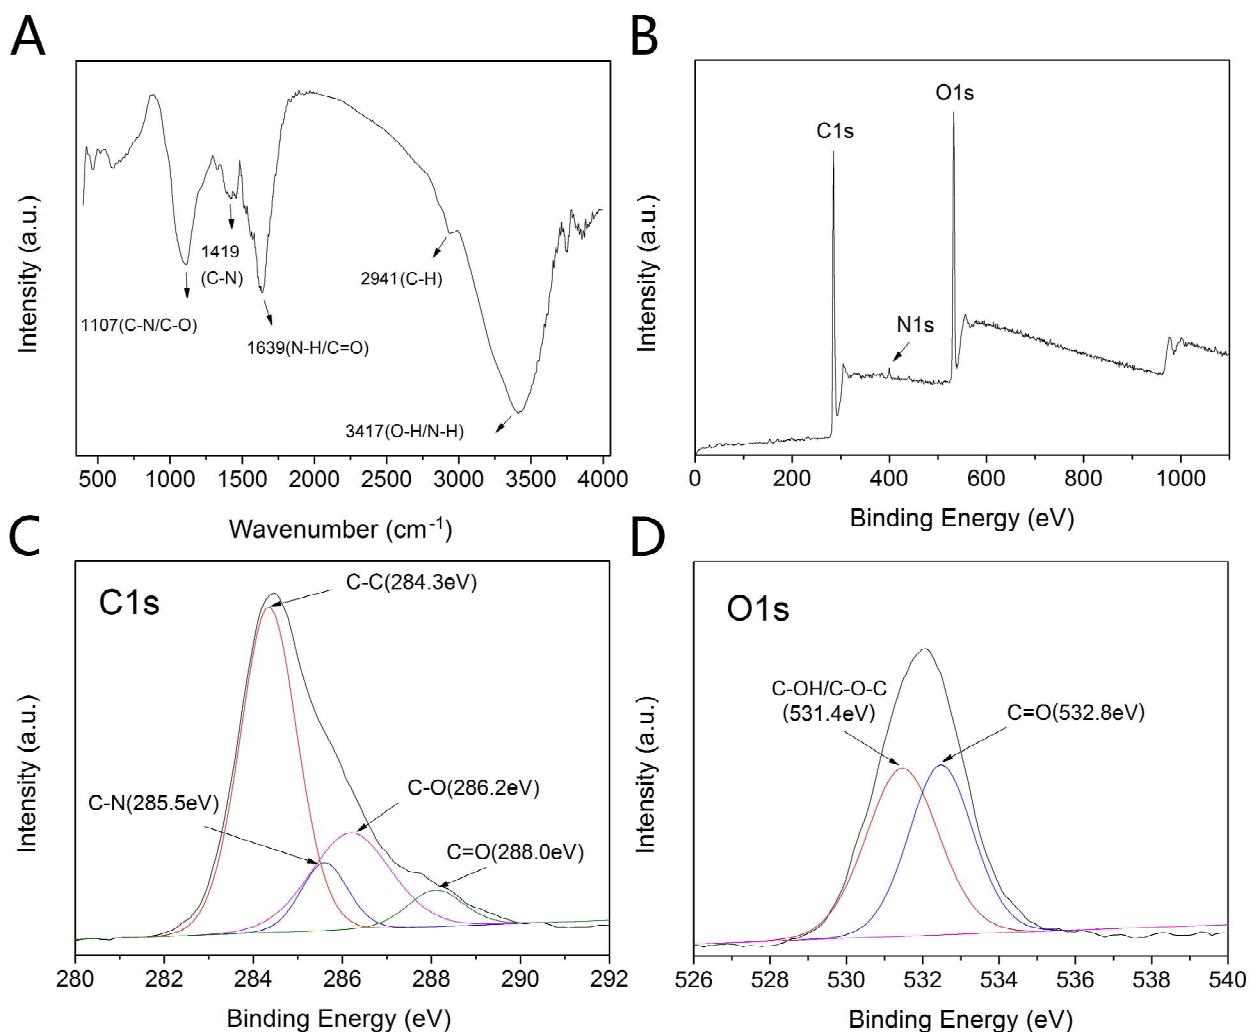 A
Intensity (a.u.)
1107(C-N/C-O)
1419
(C-N)
1639(N-H/C=O)
2941(C-H)
3417(O-H/N-H)
500 1000 1500 2000 2500 3000 3500 4000
Wavenumber (cm-1)
B
Intensity (a.u.)
C1s
O1s
N1s
0 200 400 600 800 1000
Binding Energy (eV)
C
Intensity (a.u.)
C1s
C-C(284.3eV)
C-N(285.5eV)
C-O(286.2eV)
C=O(288.0eV)
280 282 284 286 288 290 292
Binding Energy (eV)
D
Intensity (a.u.)
O1s
C-OH/C-O-C
(531.4eV)
C=O(532.8eV)
526 528 530 532 534 536 538 540
Binding Energy (eV)